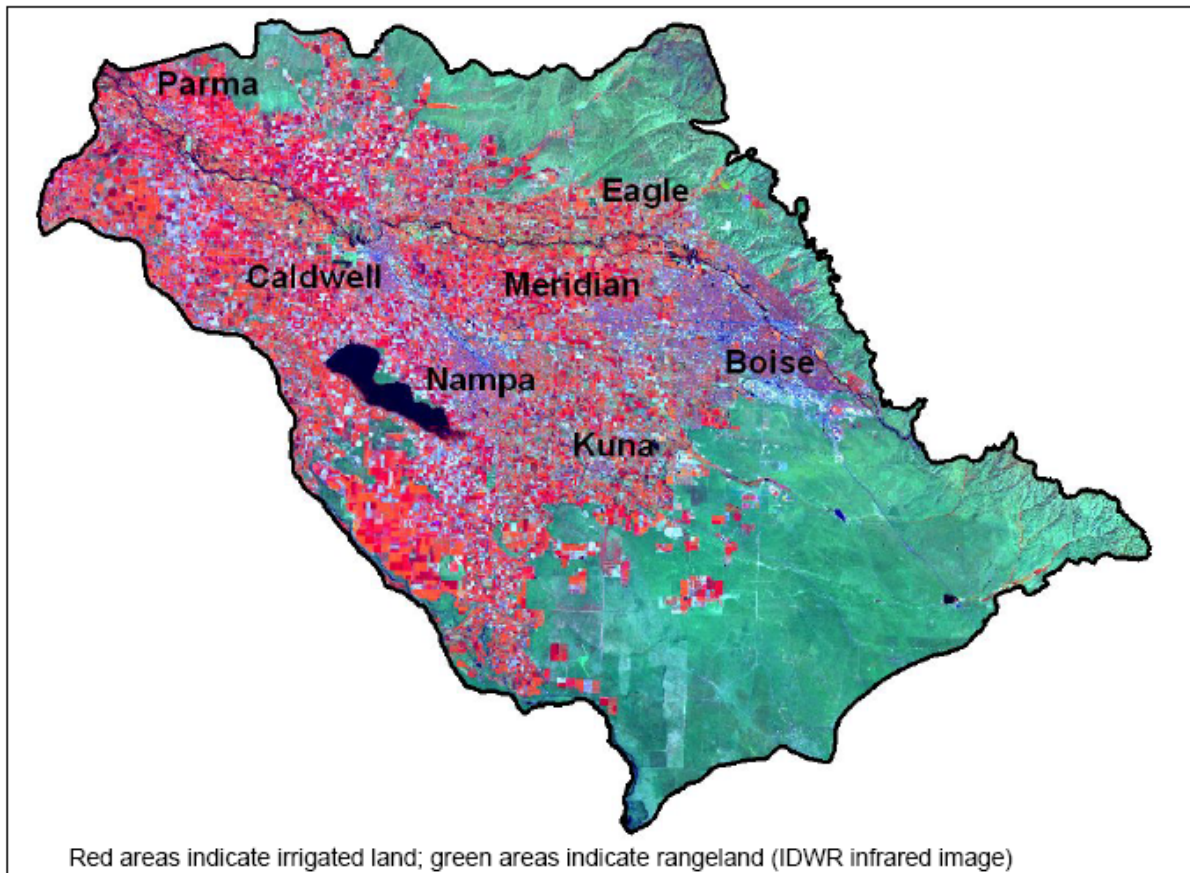 Parma
Eagle
Caldwell
Meridian
Boise
Nampa
Kuna
Red areas indicate irrigated land; green areas indicate rangeland (IDWR infrared image)